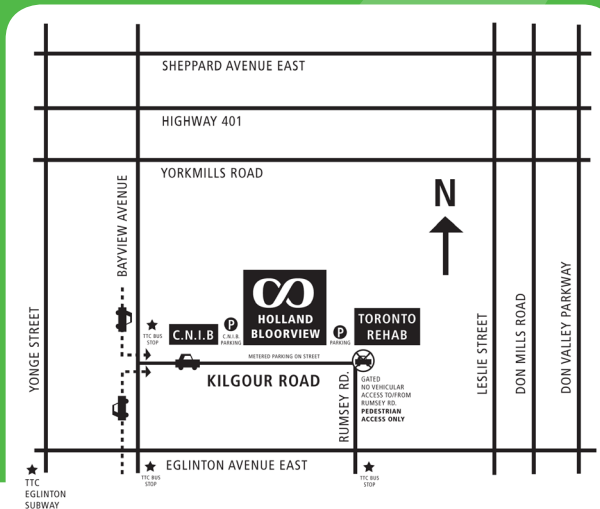 SHEPPARD AVENUE EAST
HIGHWAY 401
YORKMILLS ROAD
BAYVIEW AVENUE
N
YONGE STREET
TTC BUS
STOP
C.N.I.B
P
C.N.I.B.
PARKING
HOLLAND
BLOORVIEW
P
PARKING
TORONTO
REHAB
LESLIE STREET
DON MILLS ROAD
DON VALLEY PARKWAY
METERED PARKING ON STREET
KILGOUR ROAD
RUMSEY RD.
GATED
NO VEHICULAR
ACCESS TO/FROM
RUMSEY RD.
PEDESTRIAN
ACCESS ONLY
EGLINTON AVENUE EAST
TTC
EGLINTON
SUBWAY
TTC BUS
STOP
TTC BUS
STOP